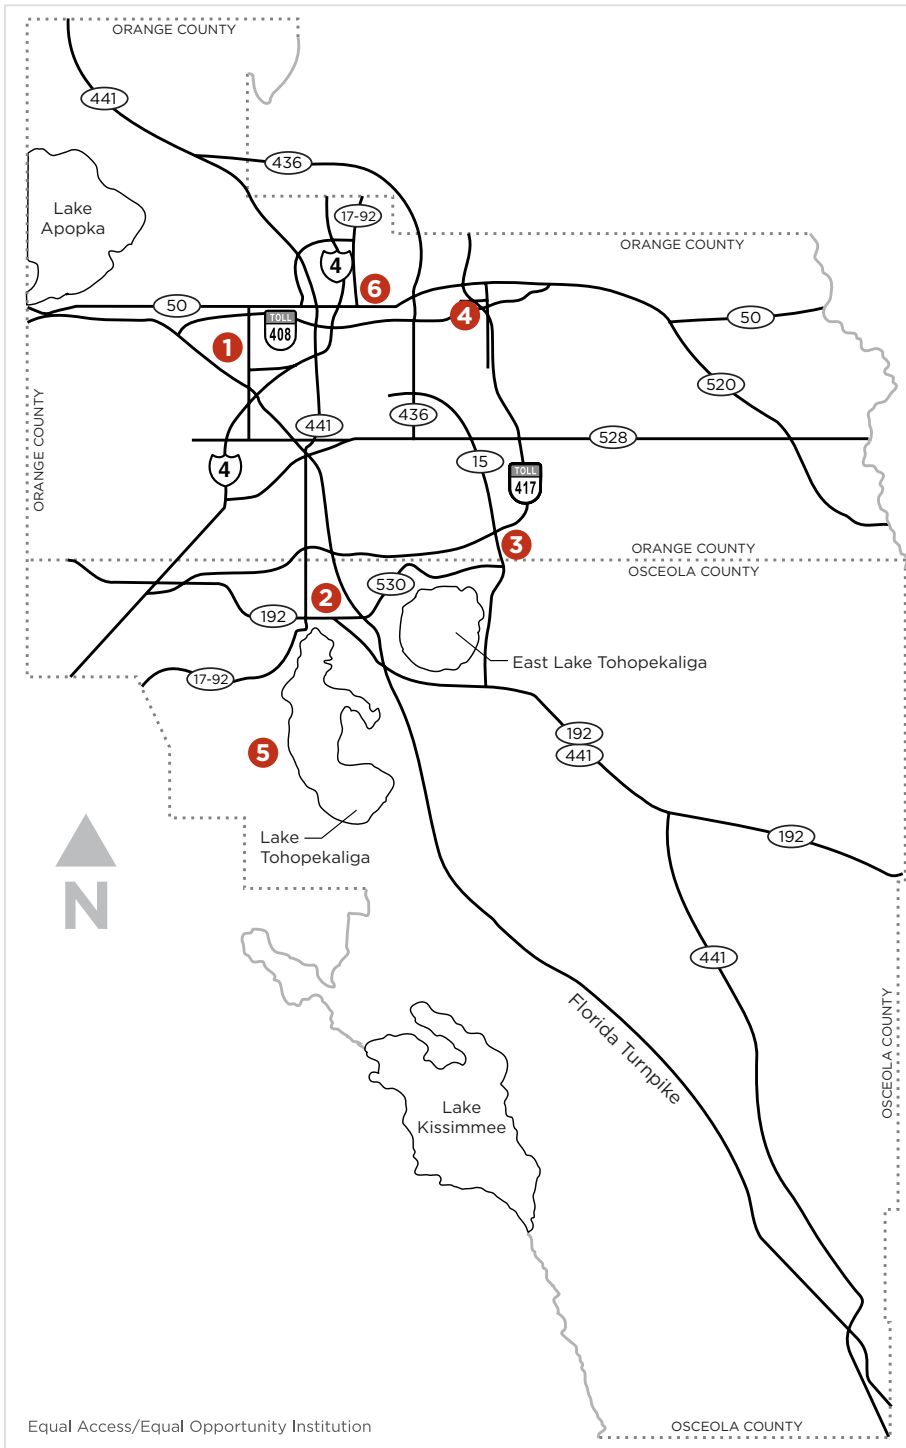 ORANGE COUNTY
441
436
Lake
Apopka
17-92
ORANGE COUNTY
4
6
50
TOLL
408
4
50
1
520
ORANGE COUNTY
441
436
528
15
4
TOLL
417
3
ORANGE COUNTY
OSCEOLA COUNTY
530
2
192
East Lake Tohopekaliga
17-92
192
441
5
Lake
Tohopekaliga
192
N
441
Florida Turnpike
OSCEOLA COUNTY
Lake
Kissimmee
Equal Access/Equal Opportunity Institution
OSCEOLA COUNTY